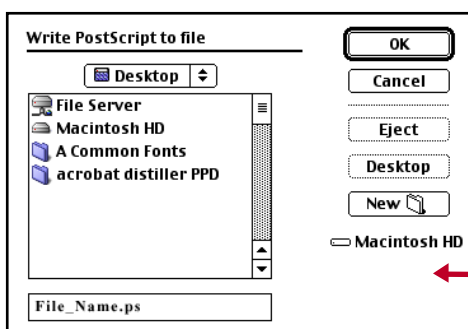 Write PostScript to file
Desktop
File Server
Macintosh HD
A Common Fonts
acrobat distiller PPD
File_Name.ps
OK
Cancel
Eject
Desktop
New
Macintosh HD